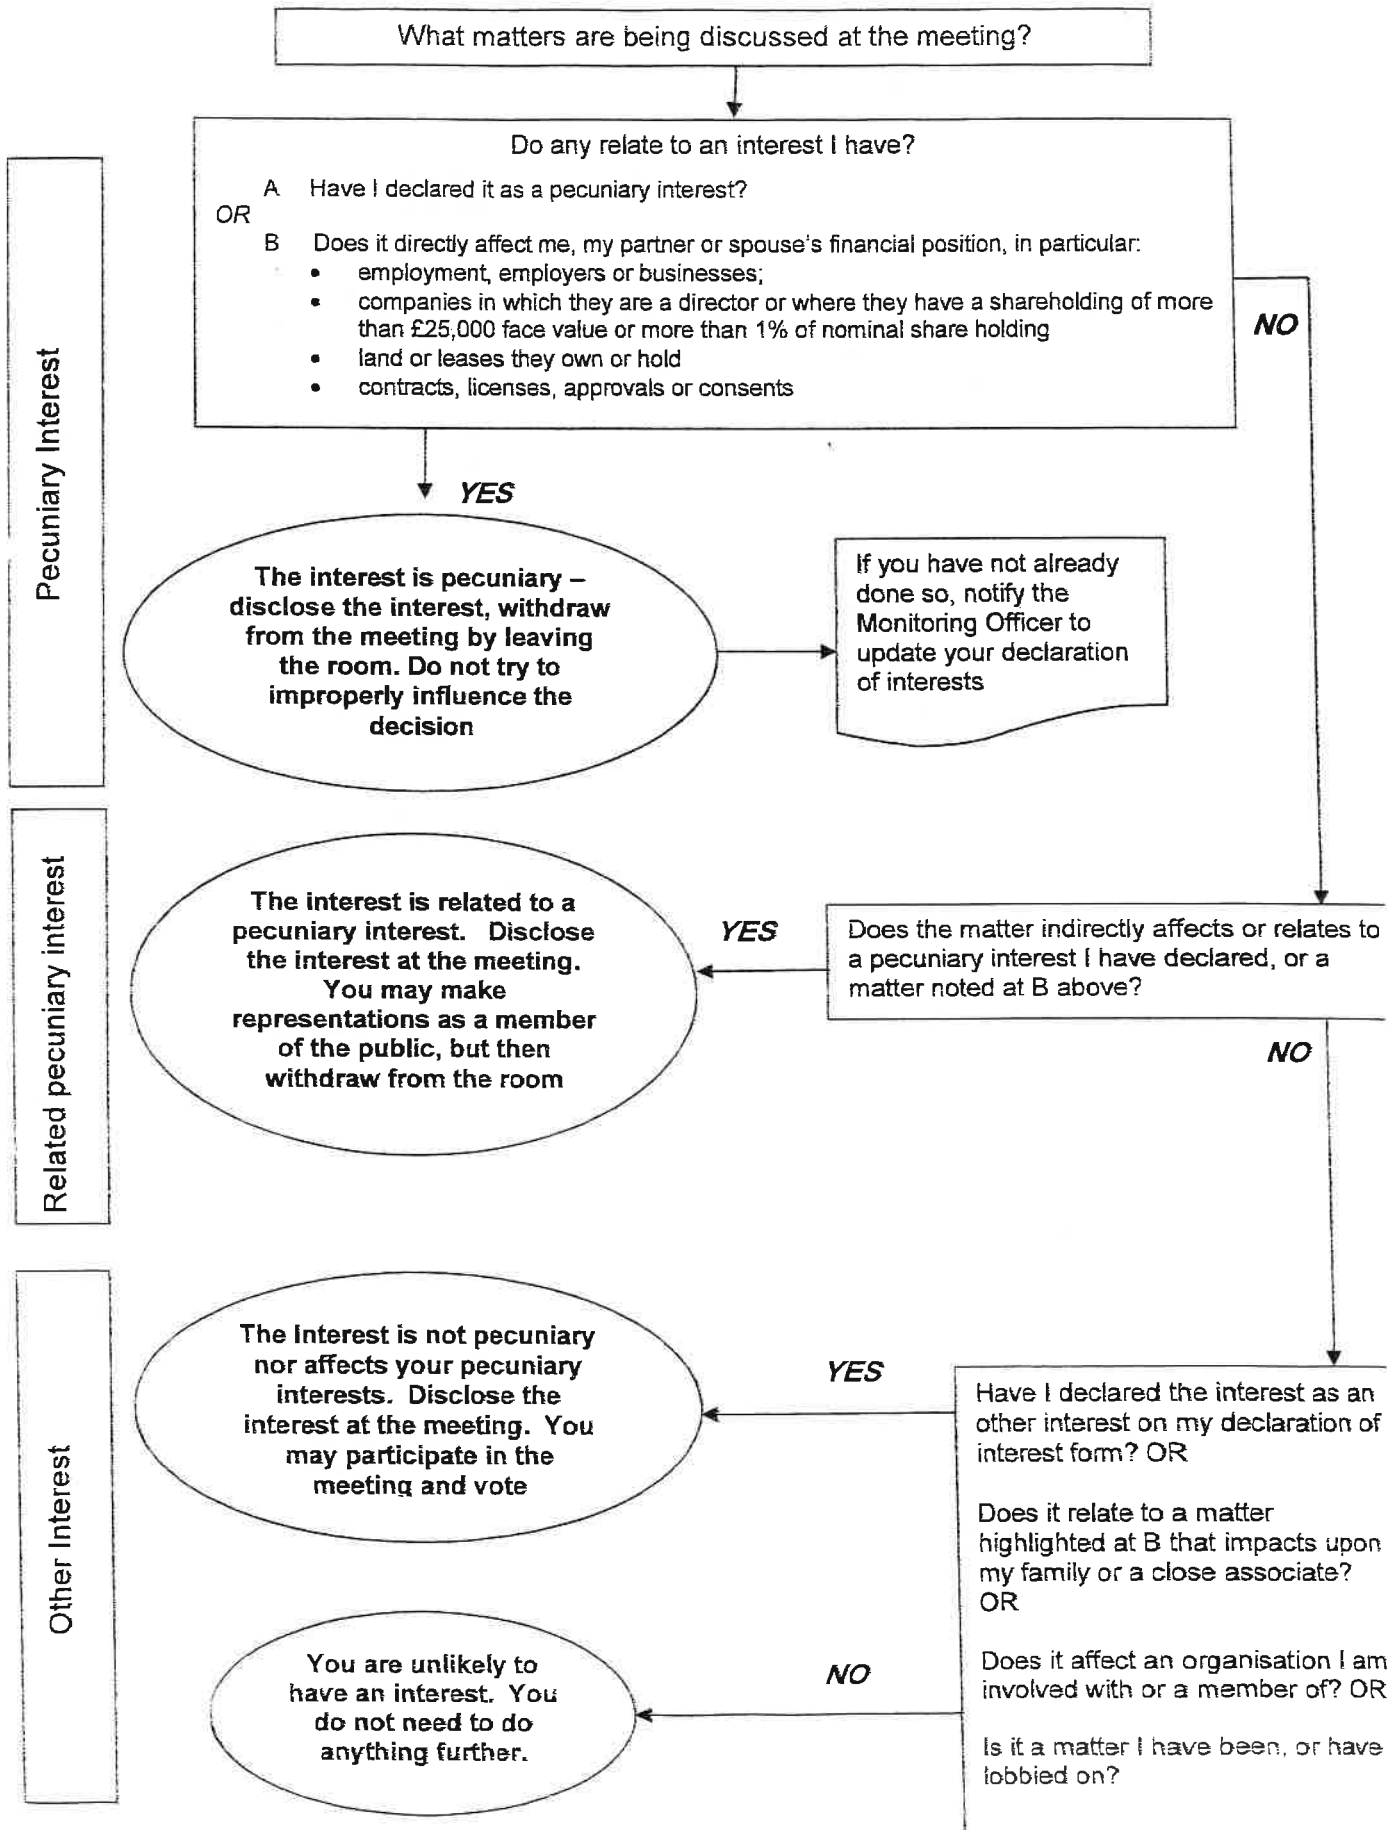 What matters are being discussed at the meeting?
Do any relate to an interest I have?
A Have I declared it as a pecuniary interest?
OR
B Does it directly affect me, my partner or spouse's financial position, in particular:
• employment, employers or businesses;
• companies in which they are a director or where they have a shareholding of more
than £25,000 face value or more than 1% of nominal share holding
• land or leases they own or hold
• contracts, licenses, approvals or consents
NO
Pecuniary Interest
YES
The interest is pecuniary –
disclose the interest, withdraw
from the meeting by leaving
the room. Do not try to
improperly influence the
decision
If you have not already
done so, notify the
Monitoring Officer to
update your declaration
of interests
Related pecuniary interest
The interest is related to a
pecuniary interest. Disclose
the interest at the meeting.
You may make
representations as a member
of the public, but then
withdraw from the room
YES
Does the matter indirectly affects or relates to
a pecuniary interest I have declared, or a
matter noted at B above?
NO
Other Interest
The Interest is not pecuniary
nor affects your pecuniary
interests. Disclose the
interest at the meeting. You
may participate in the
meeting and vote
YES
Have I declared the interest as an
other interest on my declaration of
interest form? OR
Does it relate to a matter
highlighted at B that impacts upon
my family or a close associate?
OR
Does it affect an organisation I am
involved with or a member of? OR
Is it a matter I have been, or have
lobbied on?
NO
You are unlikely to
have an interest. You
do not need to do
anything further.